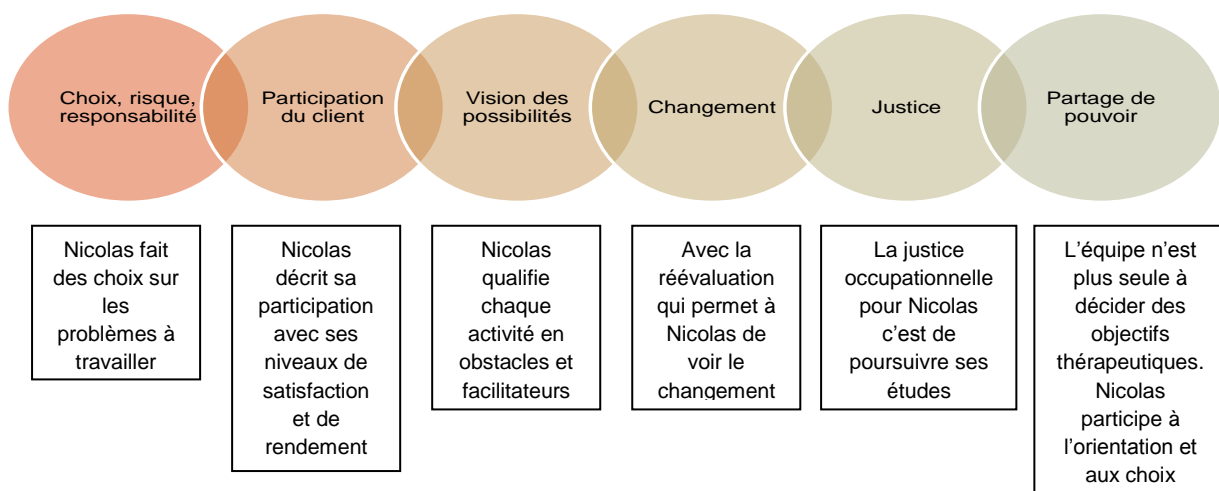 Choix, risque,
responsabilité
Participation
du client
Vision des
possibilités
Changement
Justice
Partage de
pouvoir
Nicolas fait
des choix sur
les
problèmes à
travailler
Nicolas
décrit sa
participation
avec ses
niveaux de
satisfaction
et de
rendement
Nicolas
qualifie
chaque
activité en
obstacles et
facilitateurs
Avec la
réévaluation
qui permet à
Nicolas de
voir le
changement
La justice
occupationnelle
pour Nicolas
c’est de
poursuivre ses
études
L’équipe n’est
plus seule à
décider des
objectifs
thérapeutiques.
Nicolas
participe à
l’orientation et
aux choix